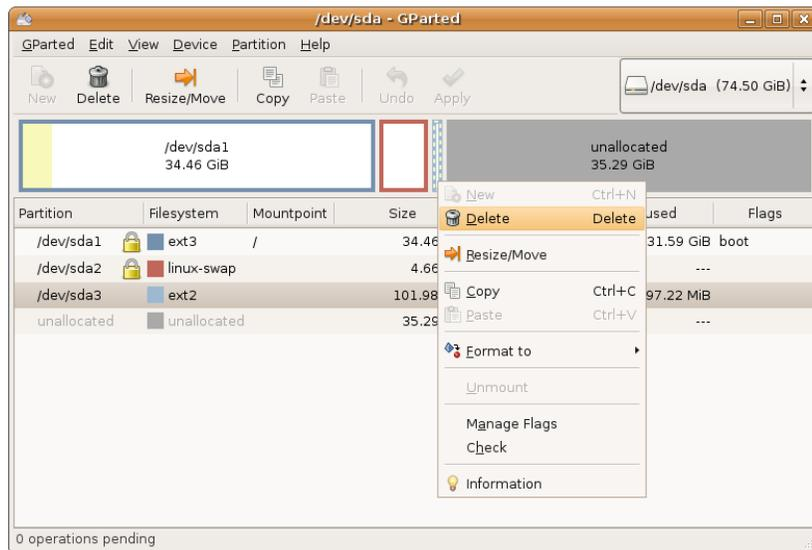 /dev/sda - GParted
GParted Edit View Device Partition Help
New Delete Resize/Move Copy Paste Undo Apply
/dev/sda (74.50 GiB)
/dev/sda1
34.46 GiB
unallocated
35.29 GiB
Partition Filesystem Mountpoint Size used Flags
/dev/sda1 ext3 / 34.46 31.59 GiB boot
/dev/sda2 linux-swap 4.66 ---
/dev/sda3 ext2 101.98 97.22 MiB
unallocated unallocated 35.29 ---
New Ctrl+N
Delete Delete
Resize/Move
Copy Ctrl+C
Paste Ctrl+V
Format to
Unmount
Manage Flags
Check
Information
0 operations pending